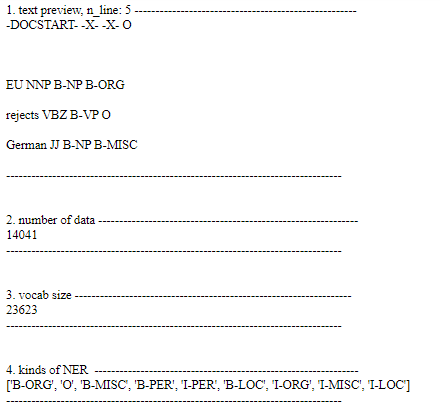 1. text preview, n_line: 5 -----------------------------------------------------
-DOCSTART- -X- -X- O
EU NNP B-NP B-ORG
rejects VBZ B-VP O
German JJ B-NP B-MISC
--------------------------------------------------------------------------------
2. number of data --------------------------------------------------------------
14041
--------------------------------------------------------------------------------
3. vocab size ------------------------------------------------------------------
23623
--------------------------------------------------------------------------------
4. kinds of NER ---------------------------------------------------------------
['B-ORG', 'O', 'B-MISC', 'B-PER', 'I-PER', 'B-LOC', 'I-ORG', 'I-MISC', 'I-LOC']
--------------------------------------------------------------------------------